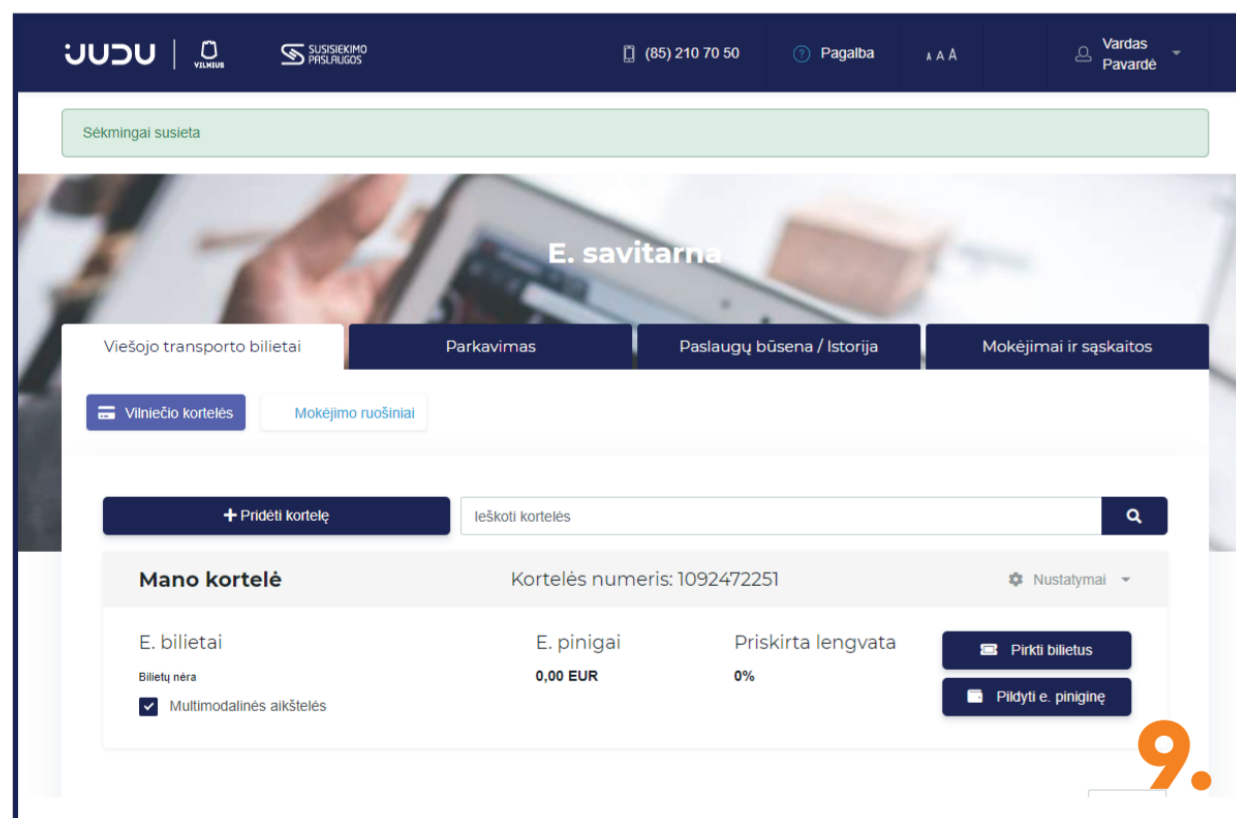 JUDU
VILNIUS
SUSISIEKIMO
PASLAUGOS
(85) 210 70 50
? Pagalba
A A A
Vardas
Pavardė
Sėkmingai susieta
E. savitarna
Viešojo transporto bilietai
Parkavimas
Paslaugų būsena / Istorija
Mokėjimai ir sąskaitos
Vilniečio kortelės
Mokėjimo ruošiniai
+ Pridėti kortelę
Ieškoti kortelės
Mano kortelė
Kortelės numeris: 1092472251
Nustatymai
E. bilietai
E. pinigai
Priskirta lengvata
Bilietų nėra
0,00 EUR
0%
Multimodalinės aikštelės
Pirkti bilietus
Pildyti e. piniginę
9.